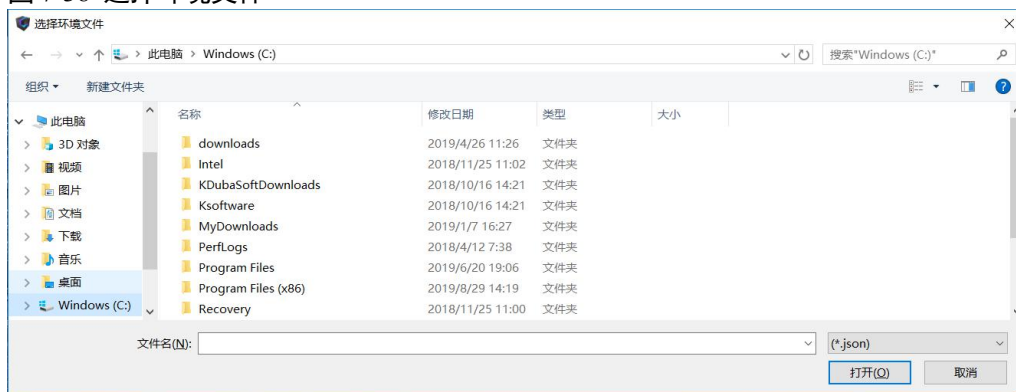 选择环境文件
此电脑 > Windows (C:)
搜索"Windows (C:)"
组织 新建文件夹
名称 修改日期 类型 大小
此电脑
3D 对象
视频
图片
文档
下载
音乐
桌面
Windows (C:)
downloads 2019/4/26 11:26 文件夹
Intel 2018/11/25 11:02 文件夹
KDubaSoftDownloads 2018/10/16 14:21 文件夹
Ksoftware 2018/10/16 14:21 文件夹
MyDownloads 2019/1/7 16:27 文件夹
PerfLogs 2018/4/12 7:38 文件夹
Program Files 2019/6/20 19:06 文件夹
Program Files (x86) 2019/8/29 14:19 文件夹
Recovery 2018/11/25 11:00 文件夹
文件名(N):
(*.json)
打开(O) 取消